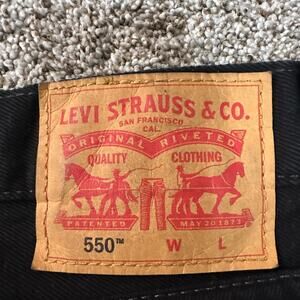 LEVI STRAUSS & CO.
SAN FRANCISCO
CAL.
ORIGINAL RIVETED
QUALITY CLOTHING
PATENTED MAY 20 1873
550™ W L